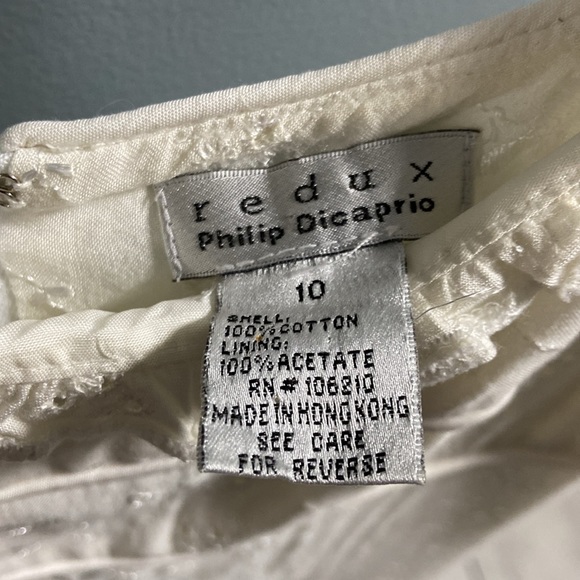 redux
Philip Dicaprio
10
SHELL:
100% COTTON
LINING:
100% ACETATE
RN# 106310
MADE IN HONG KONG
SEE CARE
FOR REVERSE